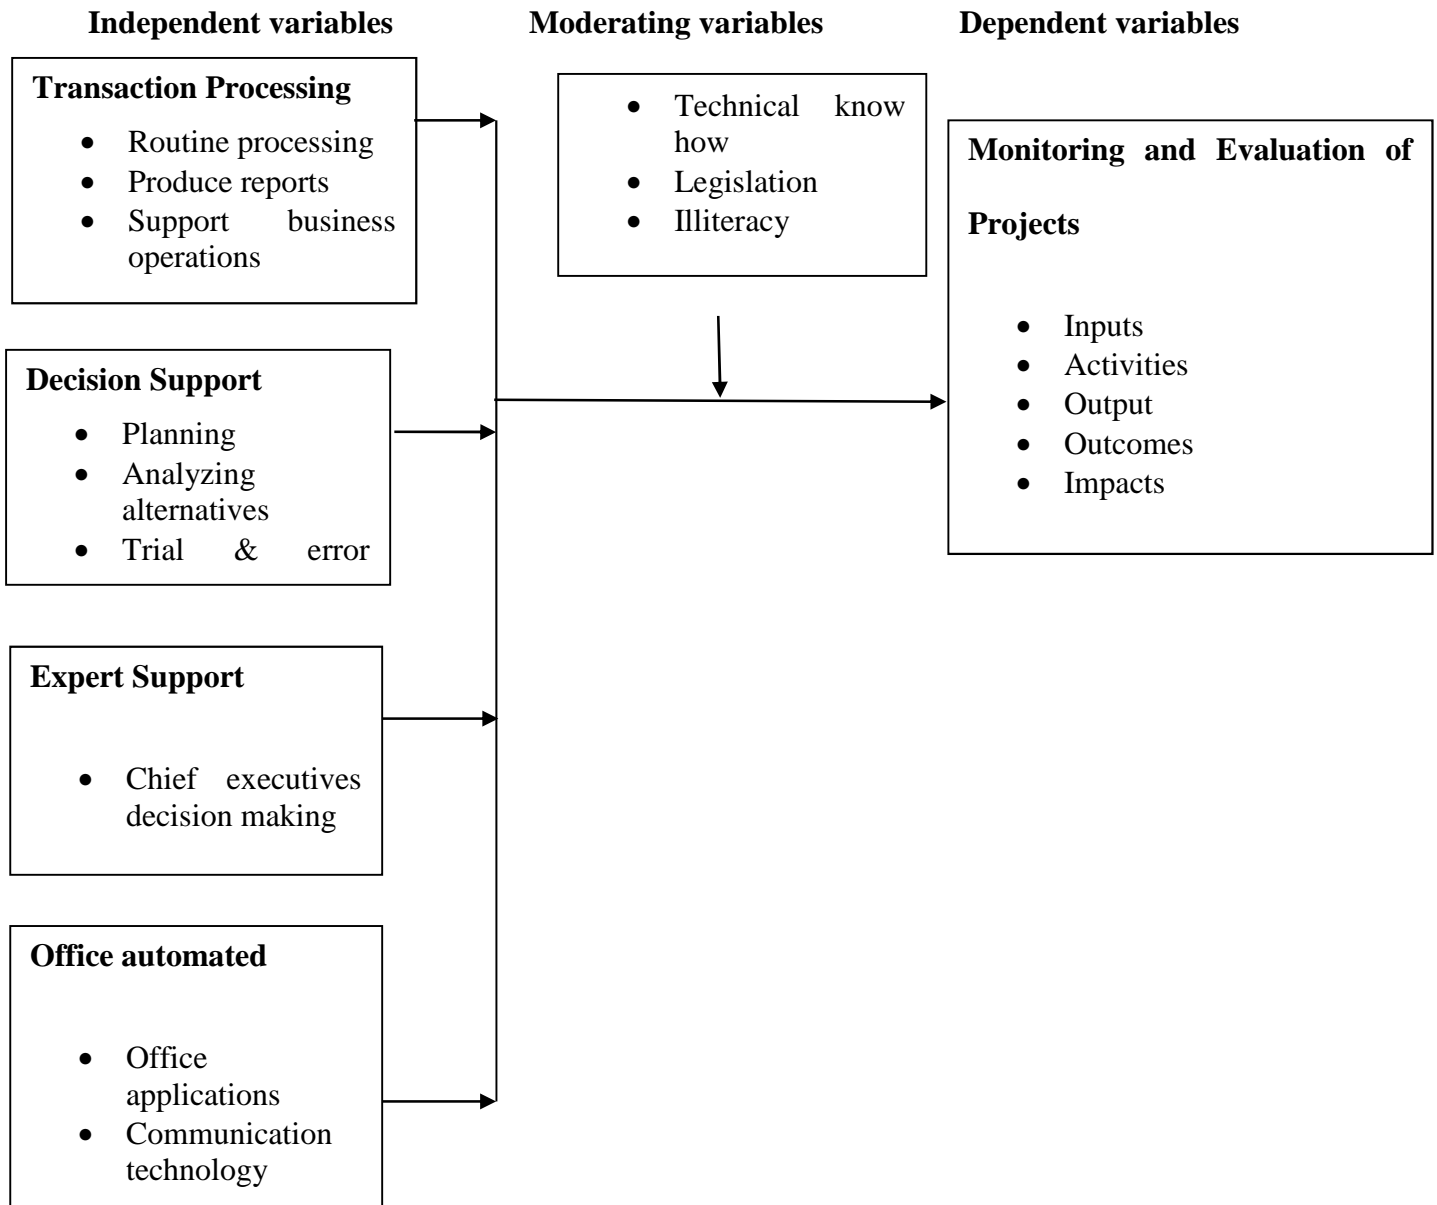 Independent variables
Moderating variables
Dependent variables
Transaction Processing
• Routine processing
• Produce reports
• Support business
operations
Decision Support
• Planning
• Analyzing
alternatives
• Trial & error
Expert Support
• Chief executives
decision making
Office automated
• Office
applications
• Communication
technology
• Technical know
how
• Legislation
• Illiteracy
Monitoring and Evaluation of
Projects
• Inputs
• Activities
• Output
• Outcomes
• Impacts